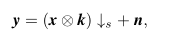 y = (x ⊗ k) ↓ₛ + n,